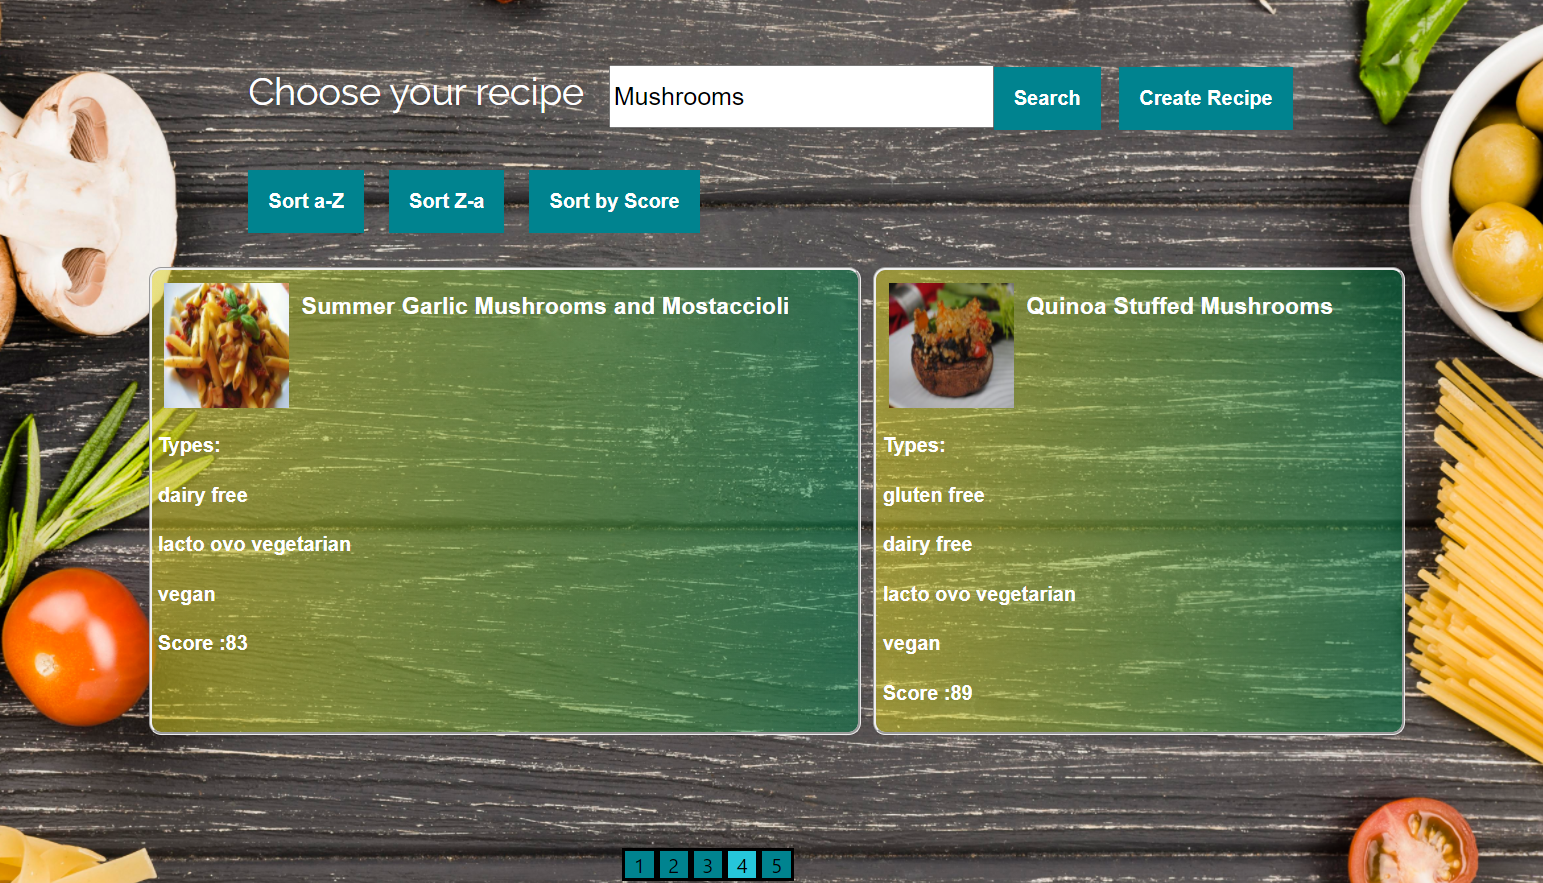 Choose your recipe
Mushrooms
Search
Create Recipe
Sort a-Z
Sort Z-a
Sort by Score
Summer Garlic Mushrooms and Mostaccioli
Types:
dairy free
lacto ovo vegetarian
vegan
Score :83
Quinoa Stuffed Mushrooms
Types:
gluten free
dairy free
lacto ovo vegetarian
vegan
Score :89
1 2 3 4 5